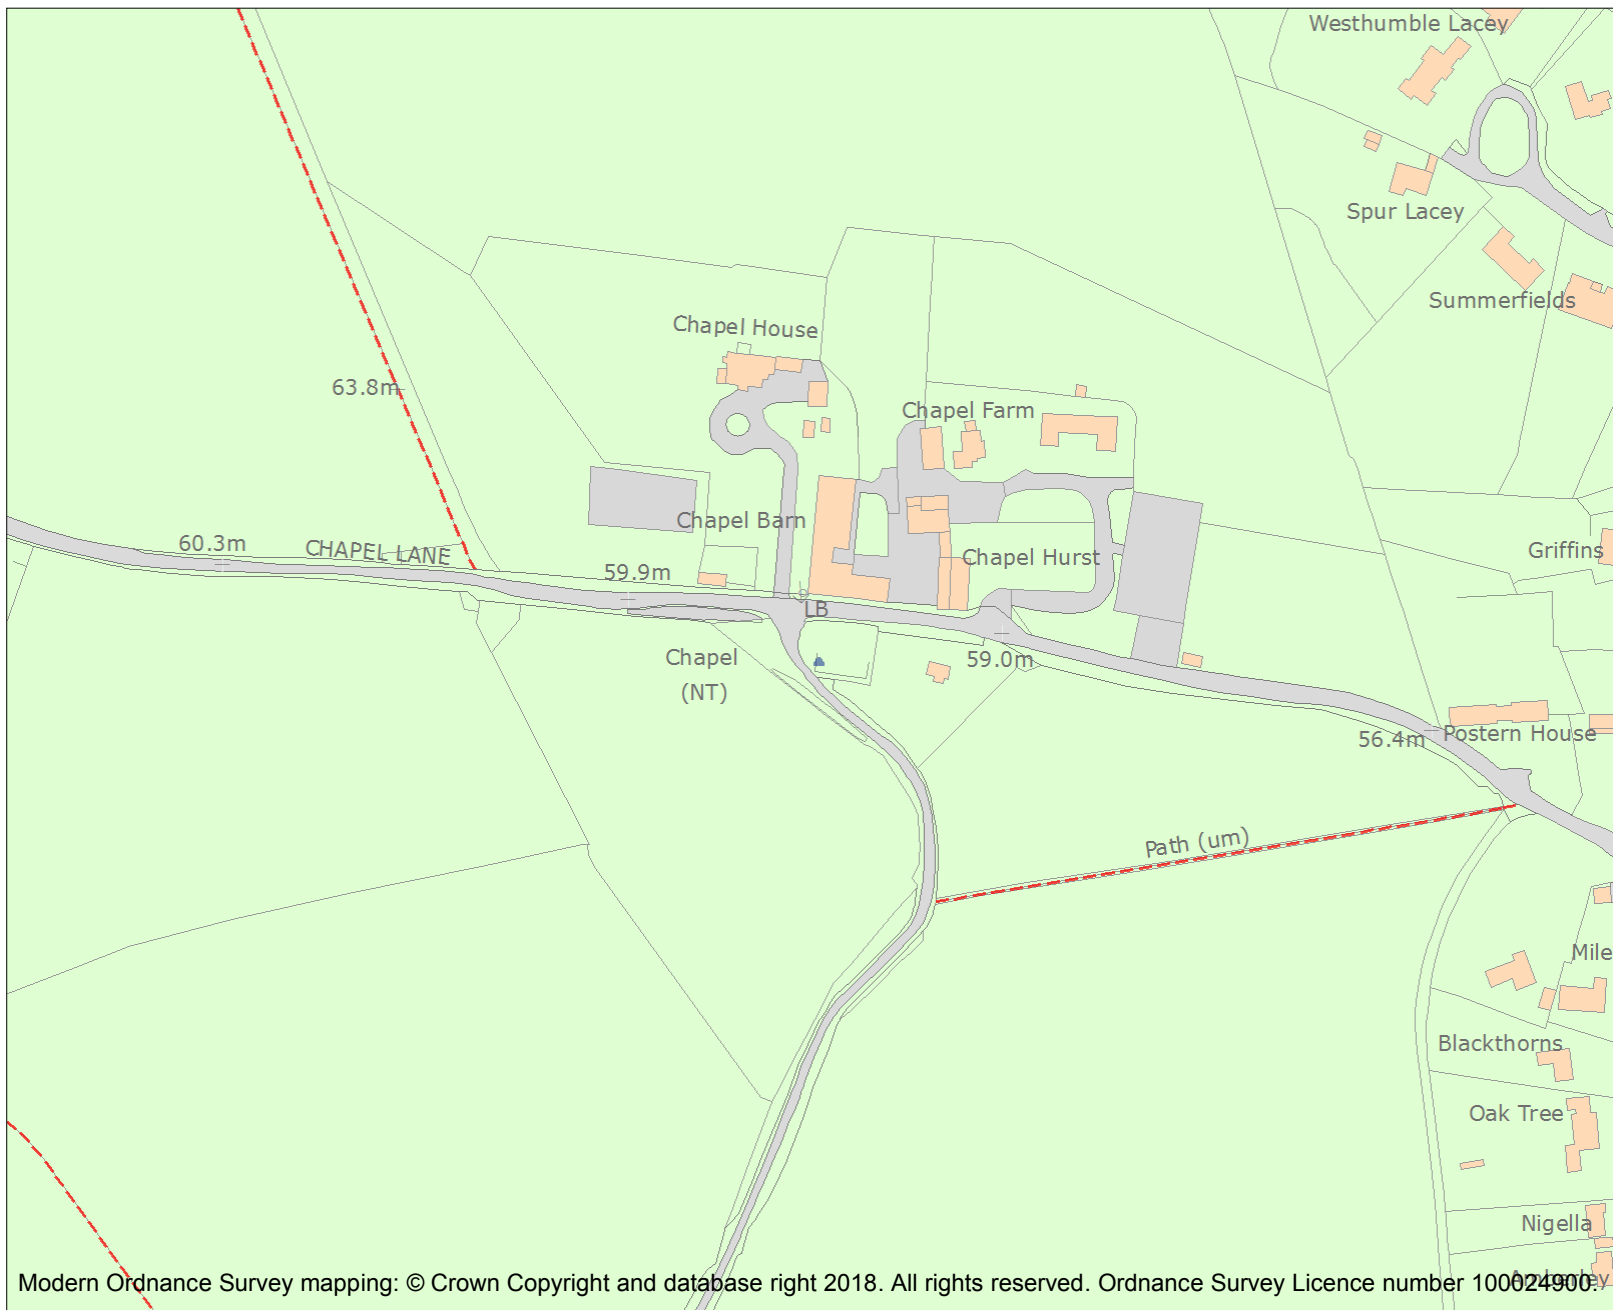 Westhumble Lacey
Spur Lacey
Summerfields
Chapel House
63.8m
Chapel Farm
Chapel Barn
60.3m
CHAPEL LANE
Chapel Hurst
Griffins
59.9m
LB
Chapel
(NT)
59.0m
56.4m
Postern House
Path (um)
Mile
Blackthorns
Oak Tree
Nigella
Amberley
Modern Ordnance Survey mapping: © Crown Copyright and database right 2018. All rights reserved. Ordnance Survey Licence number 100024900.